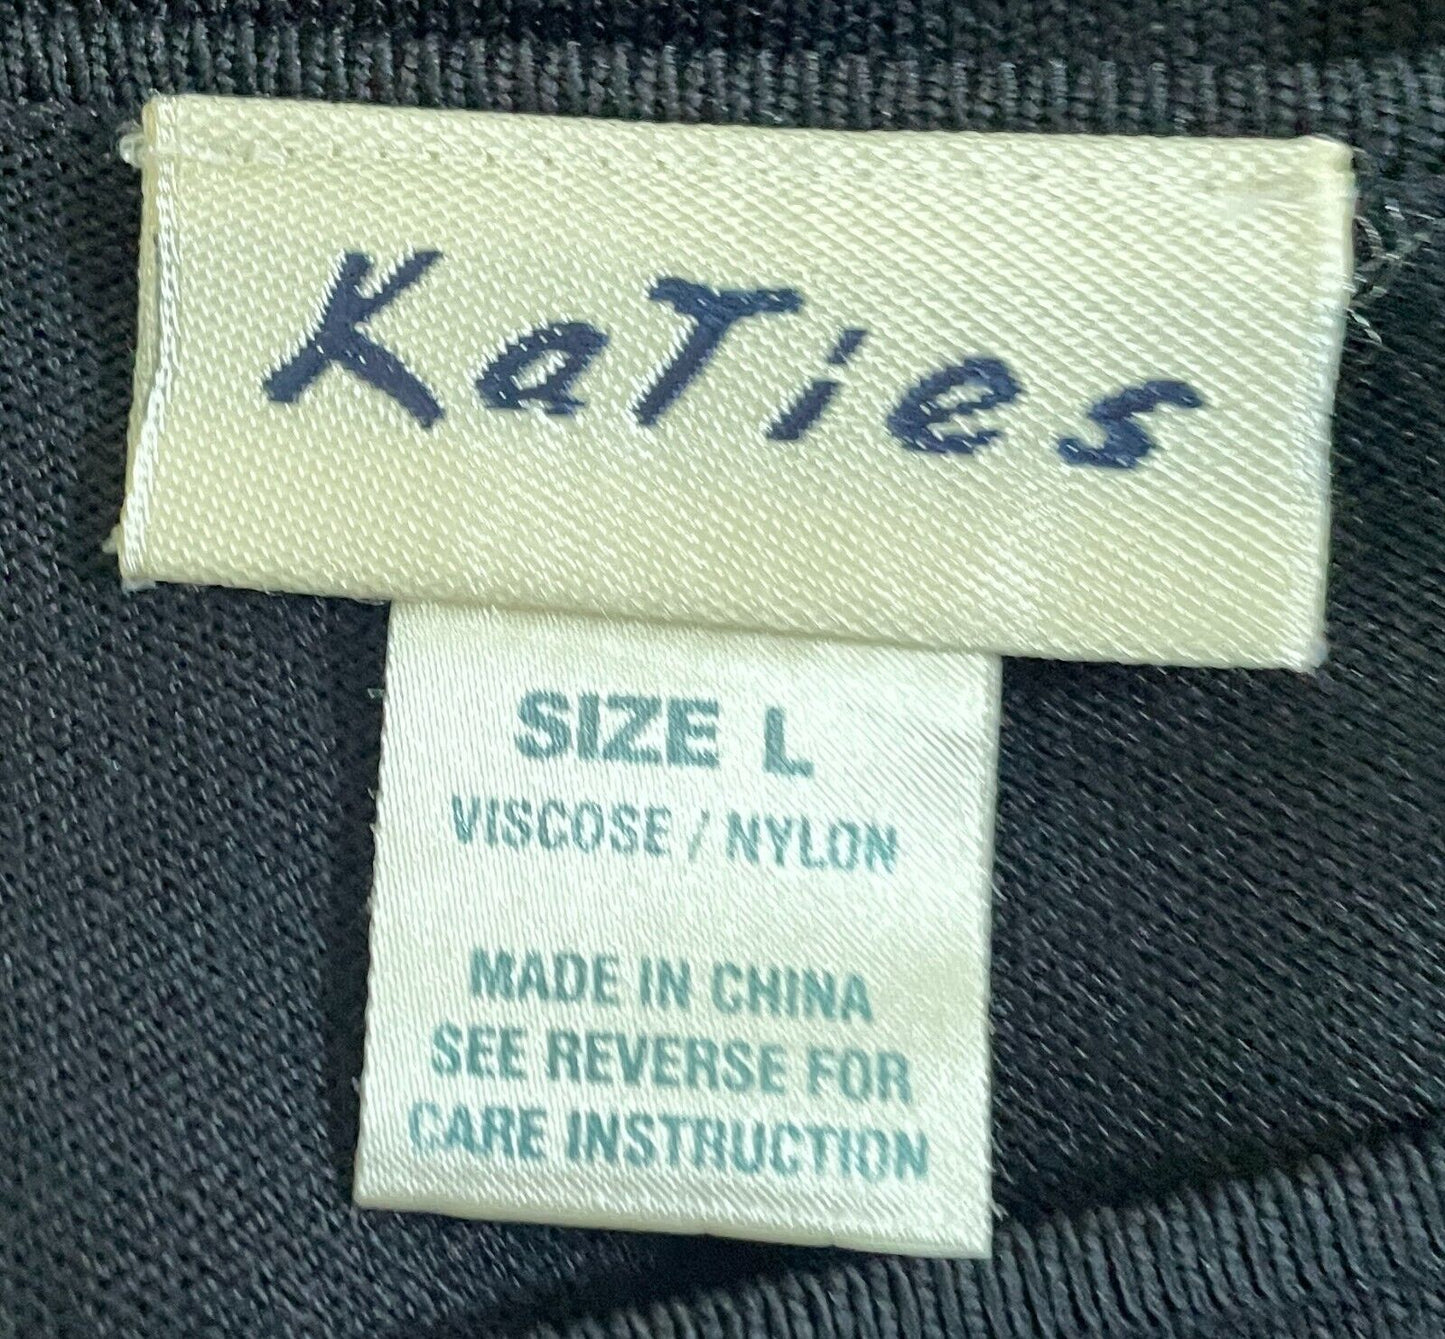 KaTies
SIZE L
VISCOSE / NYLON
MADE IN CHINA
SEE REVERSE FOR
CARE INSTRUCTION